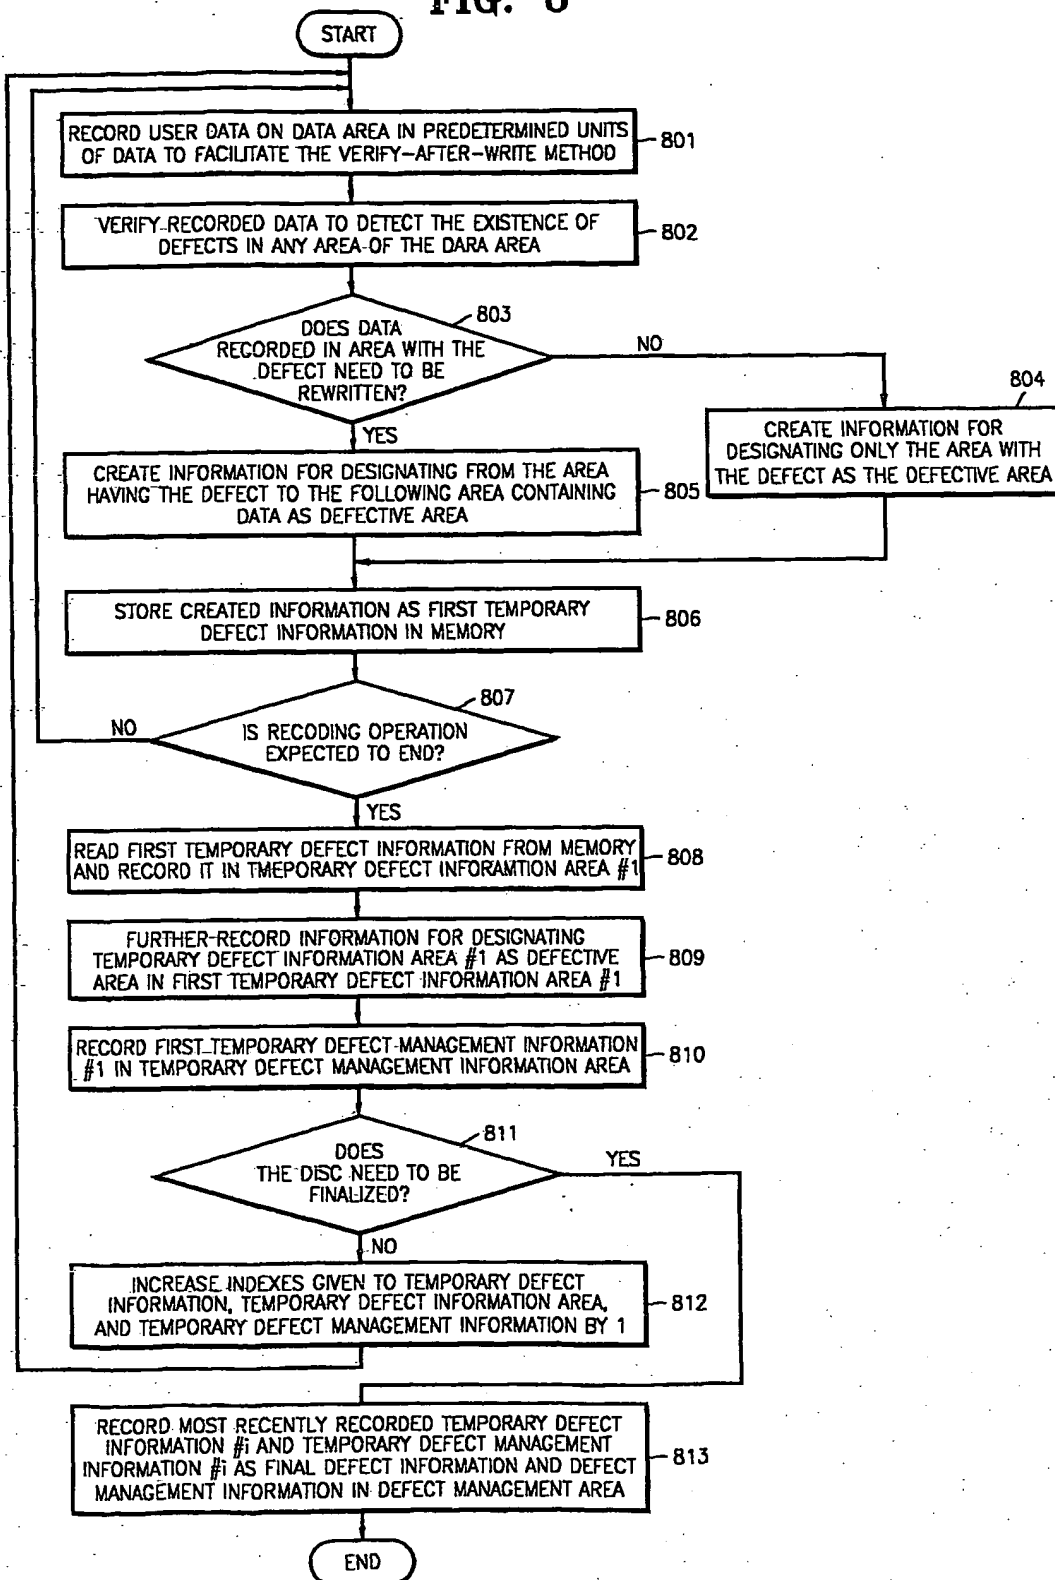 FIG. 8
START
RECORD USER DATA ON DATA AREA IN PREDETERMINED UNITS
OF DATA TO FACILITATE THE VERIFY-AFTER-WRITE METHOD
801
VERIFY RECORDED DATA TO DETECT THE EXISTENCE OF
DEFECTS IN ANY AREA OF THE DARA AREA
802
803
DOES DATA
RECORDED IN AREA WITH THE
DEFECT NEED TO BE
REWRITTEN?
NO
804
CREATE INFORMATION FOR
DESIGNATING ONLY THE AREA WITH
THE DEFECT AS THE DEFECTIVE AREA
YES
CREATE INFORMATION FOR DESIGNATING FROM THE AREA
HAVING THE DEFECT TO THE FOLLOWING AREA CONTAINING
DATA AS DEFECTIVE AREA
805
STORE CREATED INFORMATION AS FIRST TEMPORARY
DEFECT INFORMATION IN MEMORY
806
807
IS RECODING OPERATION
EXPECTED TO END?
NO
YES
READ FIRST TEMPORARY DEFECT INFORMATION FROM MEMORY
AND RECORD IT IN TMEPORARY DEFECT INFORAMTION AREA #1
808
FURTHER RECORD INFORMATION FOR DESIGNATING
TEMPORARY DEFECT INFORMATION AREA #1 AS DEFECTIVE
AREA IN FIRST TEMPORARY DEFECT INFORMATION AREA #1
809
RECORD FIRST TEMPORARY DEFECT MANAGEMENT INFORMATION
#1 IN TEMPORARY DEFECT MANAGEMENT INFORMATION AREA
810
811
DOES
THE DISC NEED TO BE
FINALIZED?
YES
NO
INCREASE INDEXES GIVEN TO TEMPORARY DEFECT
INFORMATION, TEMPORARY DEFECT INFORMATION AREA,
AND TEMPORARY DEFECT MANAGEMENT INFORMATION BY 1
812
RECORD MOST RECENTLY RECORDED TEMPORARY DEFECT
INFORMATION #i AND TEMPORARY DEFECT MANAGEMENT
INFORMATION #i AS FINAL DEFECT INFORMATION AND DEFECT
MANAGEMENT INFORMATION IN DEFECT MANAGEMENT AREA
813
END